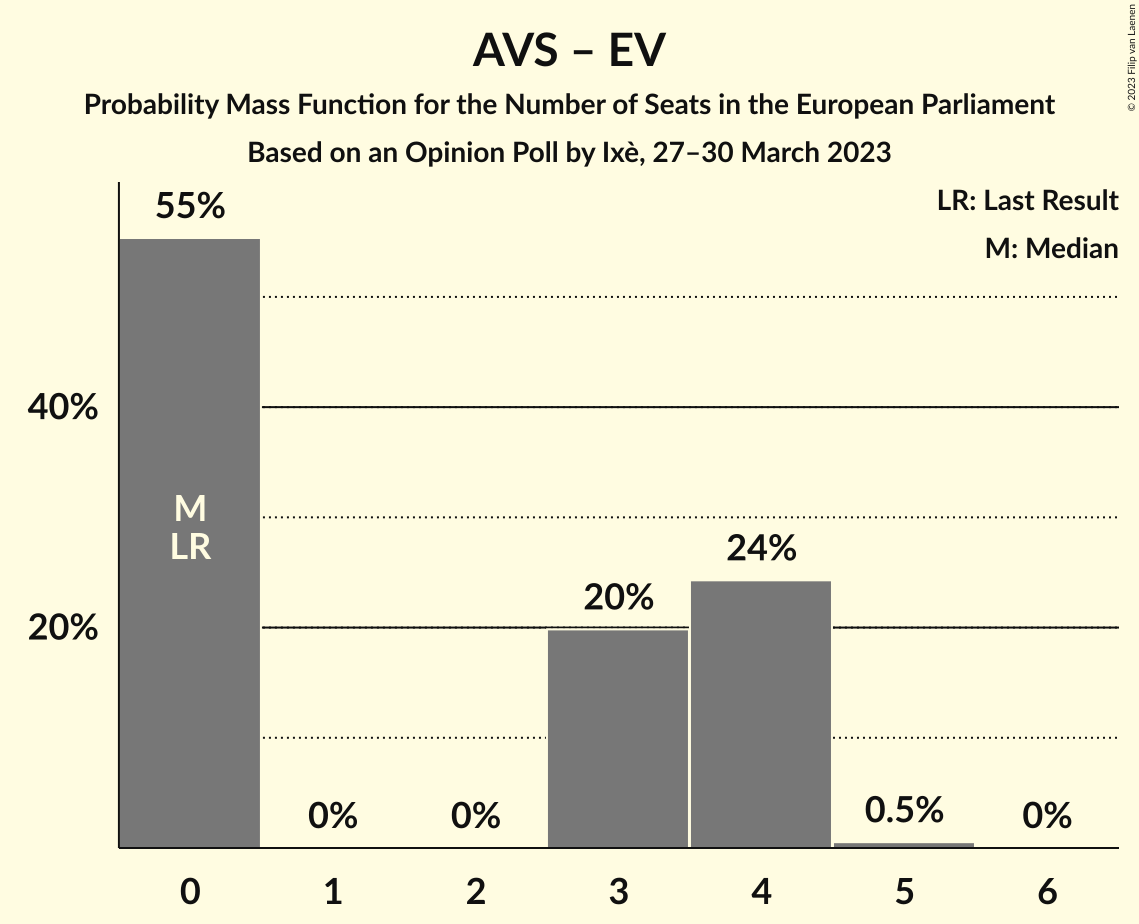 AVS – EV
Probability Mass Function for the Number of Seats in the European Parliament
Based on an Opinion Poll by Ixè, 27–30 March 2023
© 2023 Filip van Laenen
LR: Last Result
M: Median
55%
40%
M
LR
24%
20%
20%
0%
0%
0.5%
0%
0
1
2
3
4
5
6